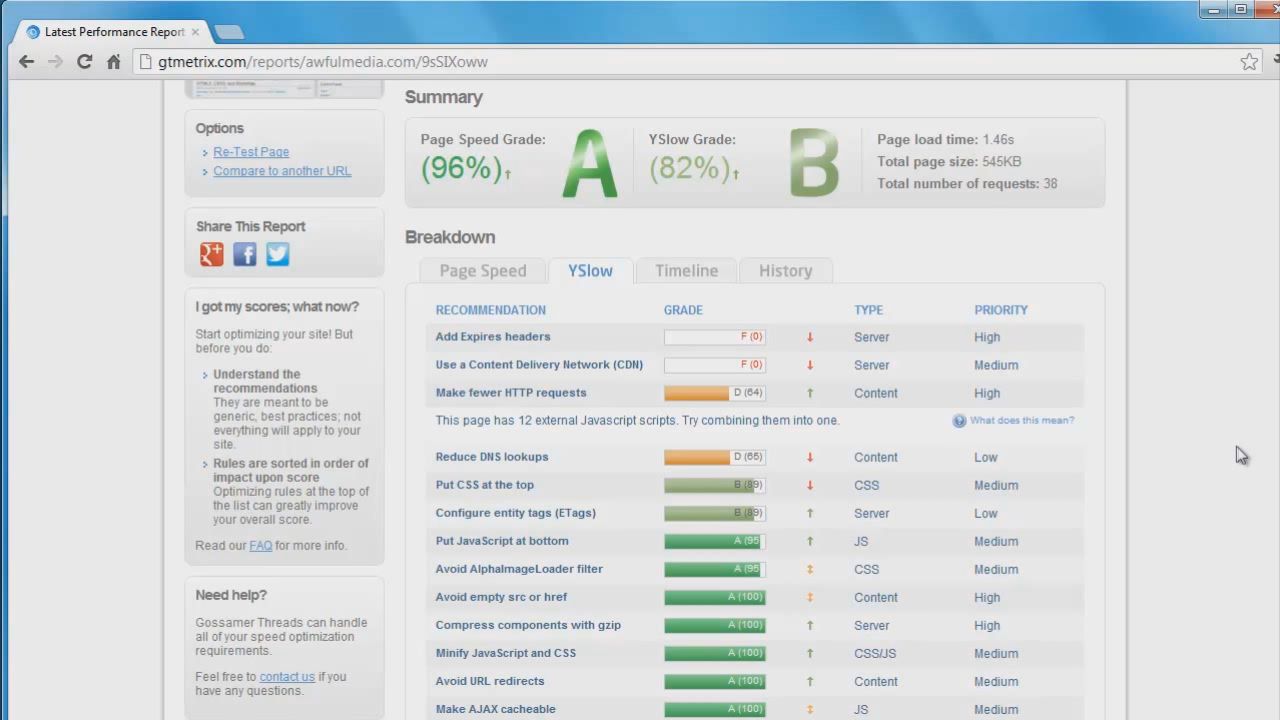 Latest Performance Report
gtmetrix.com/reports/awfulmedia.com/9sSIXoww
Options
Re-Test Page
Compare to another URL
Share This Report
I got my scores; what now?
Start optimizing your site! But
before you do:
Understand the
recommendations
They are meant to be
generic, best practices; not
everything will apply to your
site.
Rules are sorted in order of
impact upon score
Optimizing rules at the top of
the list can greatly improve
your overall score.
Read our FAQ for more info.
Need help?
Gossamer Threads can handle
all of your speed optimization
requirements.
Feel free to contact us if you
have any questions.
Summary
Page Speed Grade:
(96%) A
YSlow Grade:
(82%) B
Page load time: 1.46s
Total page size: 545KB
Total number of requests: 38
Breakdown
Page Speed YSlow Timeline History
RECOMMENDATION GRADE TYPE PRIORITY
Add Expires headers F (0) Server High
Use a Content Delivery Network (CDN) F (0) Server Medium
Make fewer HTTP requests D (64) Content High
This page has 12 external Javascript scripts. Try combining them into one. What does this mean?
Reduce DNS lookups D (65) Content Low
Put CSS at the top B (89) CSS Medium
Configure entity tags (ETags) B (89) Server Low
Put JavaScript at bottom A (95 JS Medium
Avoid AlphaImageLoader filter A (95 CSS Medium
Avoid empty src or href A (100) Content High
Compress components with gzip A (100) Server High
Minify JavaScript and CSS A (100) CSS/JS Medium
Avoid URL redirects A (100) Content Medium
Make AJAX cacheable A (100) JS Medium